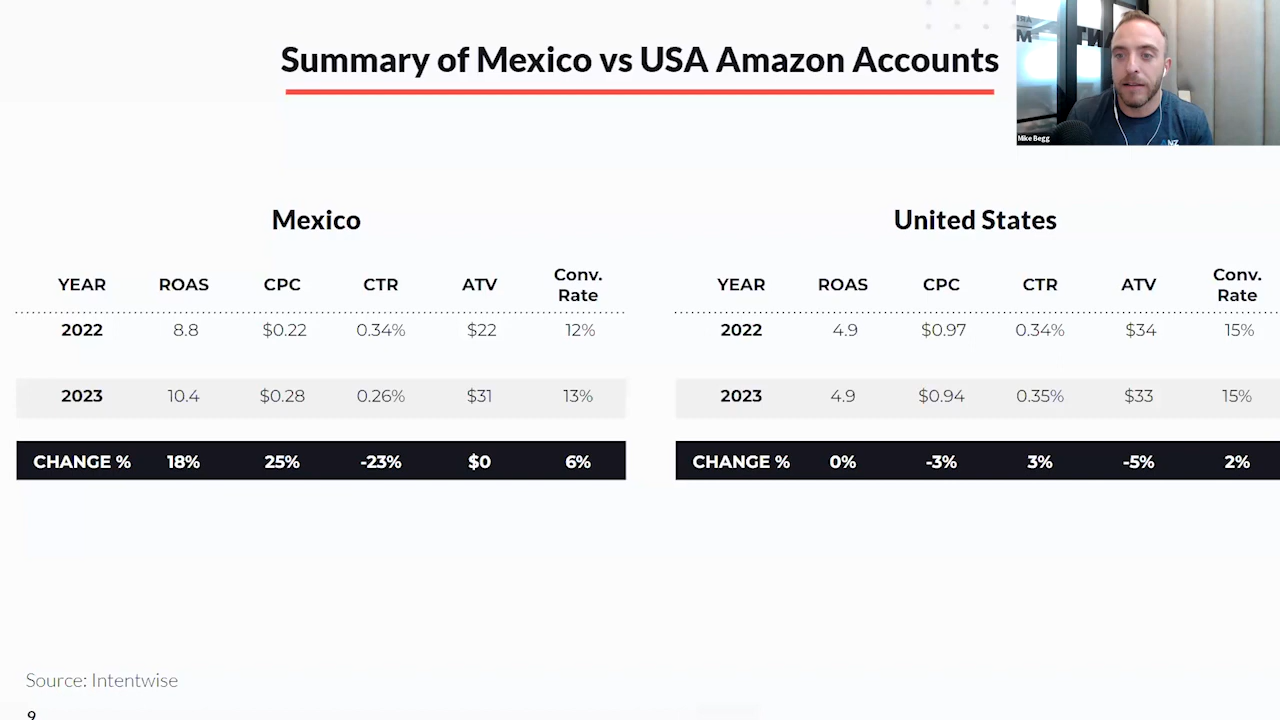 Summary of Mexico vs USA Amazon Accounts
Mike Begg
Mexico
YEAR ROAS CPC CTR ATV Conv. Rate
2022 8.8 $0.22 0.34% $22 12%
2023 10.4 $0.28 0.26% $31 13%
CHANGE % 18% 25% -23% $0 6%
United States
YEAR ROAS CPC CTR ATV Conv. Rate
2022 4.9 $0.97 0.34% $34 15%
2023 4.9 $0.94 0.35% $33 15%
CHANGE % 0% -3% 3% -5% 2%
Source: Intentwise
9